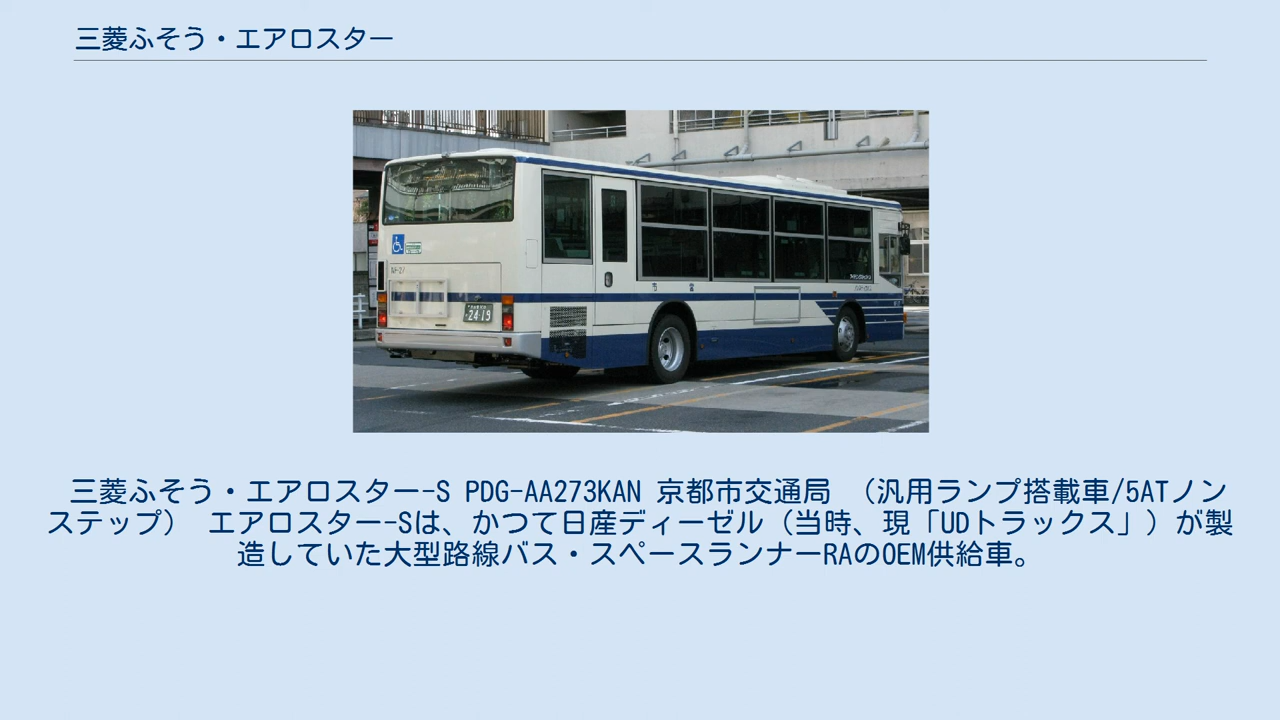 三菱ふそう・エアロスター
NF-27
2419
市 営
三菱ふそう・エアロスター-S PDG-AA273KAN 京都市交通局 （汎用ランプ搭載車/5ATノン
ステップ） エアロスター-Sは、かつて日産ディーゼル（当時、現「UDトラックス」）が製
造していた大型路線バス・スペースランナーRAのOEM供給車。